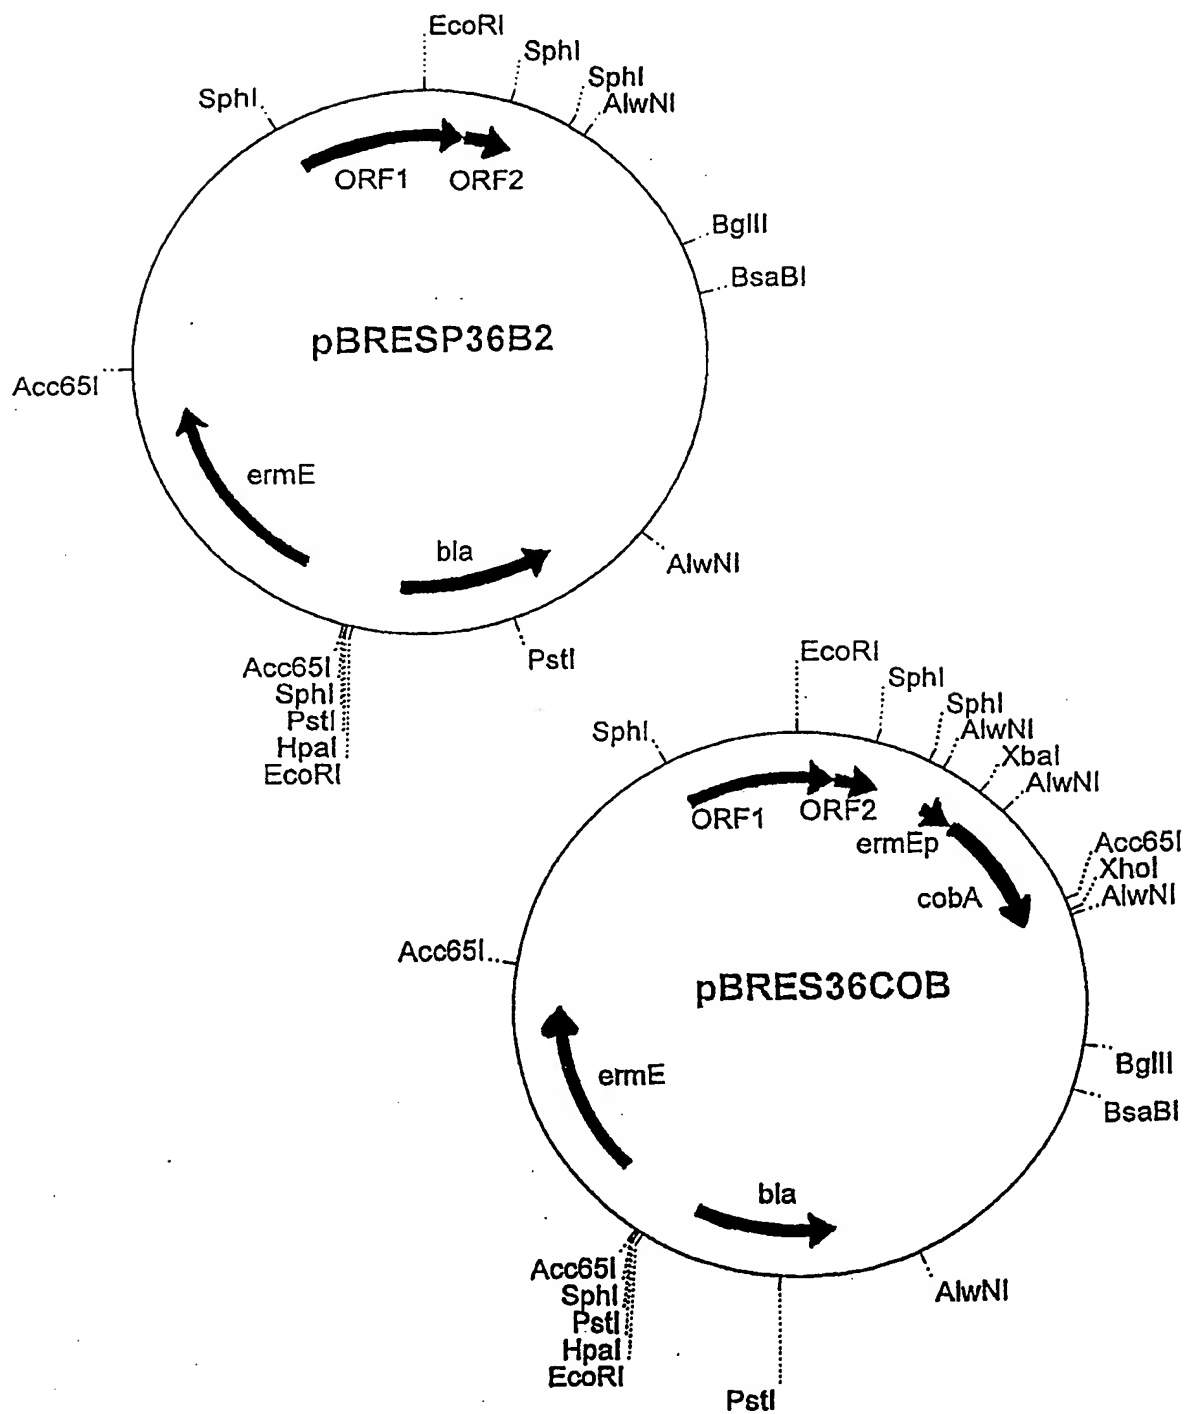 EcoRI
SphI
SphI
AlwNI
SphI
ORF1
ORF2
BglII
BsaBI
pBRESP36B2
Acc65I
ermE
bla
AlwNI
PstI
Acc65I
SphI
PstI
HpaI
EcoRI
EcoRI
SphI
SphI
AlwNI
XbaI
AlwNI
SphI
ORF1
ORF2
ermEp
cobA
Acc65I
XhoI
AlwNI
Acc65I
pBRES36COB
ermE
BglII
BsaBI
bla
AlwNI
Acc65I
SphI
PstI
HpaI
EcoRI
PstI